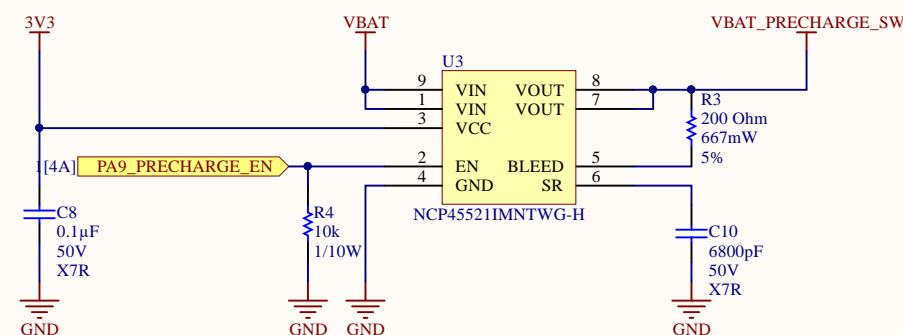 3V3
VBAT
VBAT_PRECHARGE_SW
U3
9 VIN VOUT 8
1 VIN VOUT 7
3 VCC
2 EN BLEED 5
4 GND SR 6
NCP45521IMNTWG-H
R3
200 Ohm
667mW
5%
1[4A] PA9_PRECHARGE_EN
C8
0.1µF
50V
X7R
R4
10k
1/10W
C10
6800pF
50V
X7R
GND
GND
GND
GND